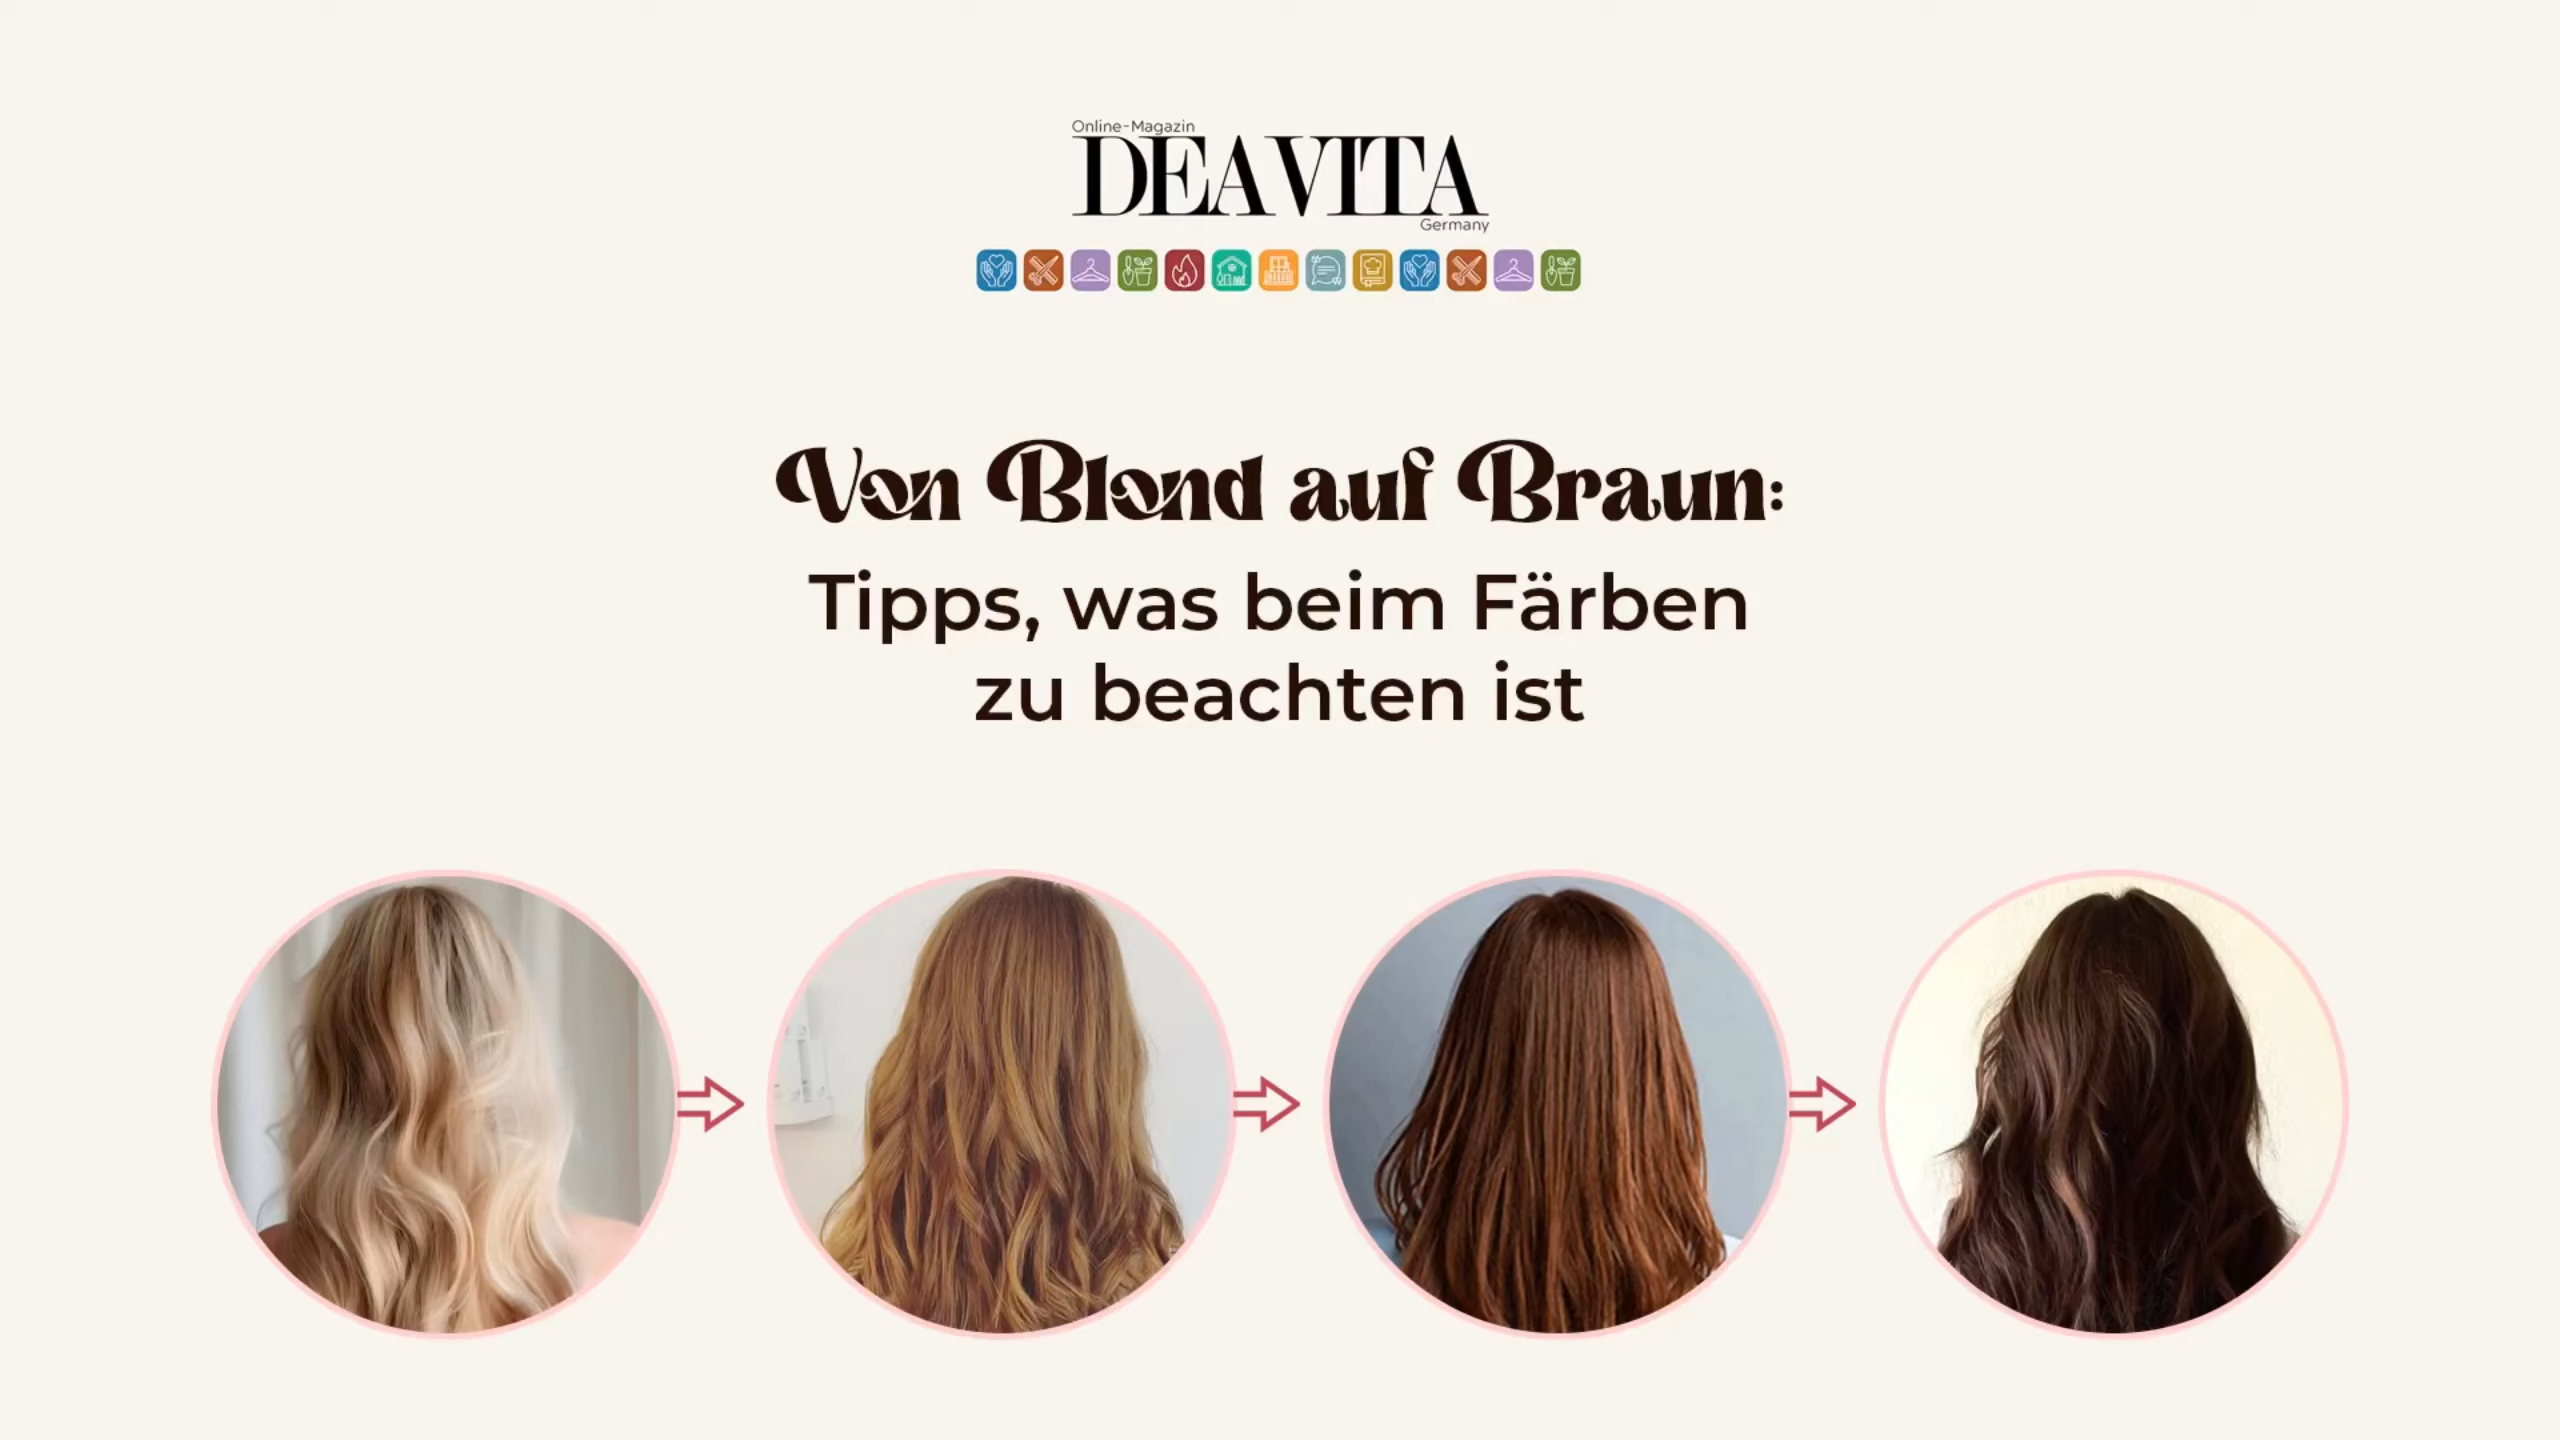 Online-Magazin
DEAVITA
Germany
Von Blond auf Braun:
Tipps, was beim Färben
zu beachten ist